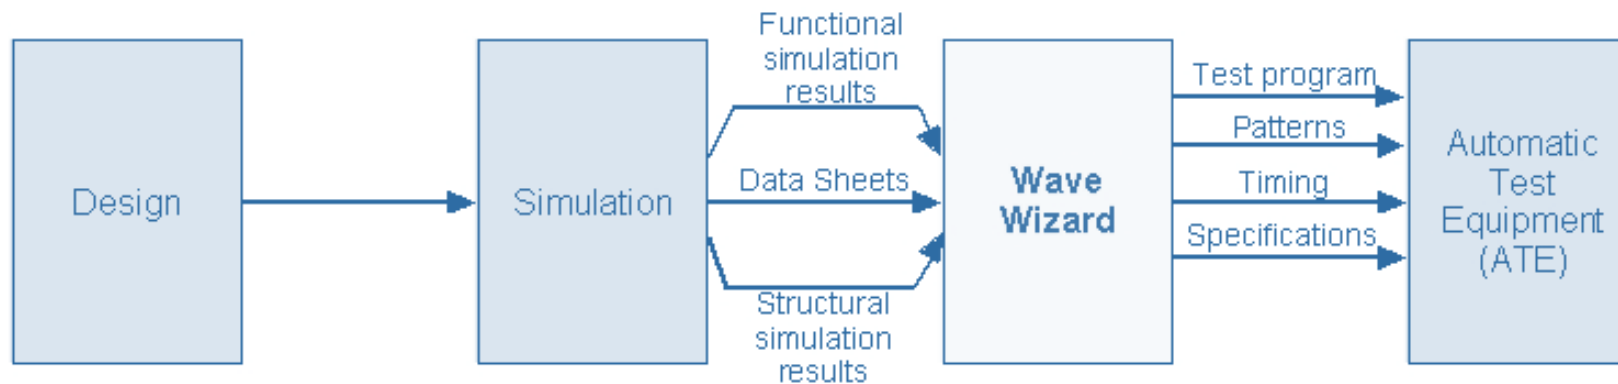 Design
Simulation
Functional
simulation
results
Data Sheets
Structural
simulation
results
Wave
Wizard
Test program
Patterns
Timing
Specifications
Automatic
Test
Equipment
(ATE)